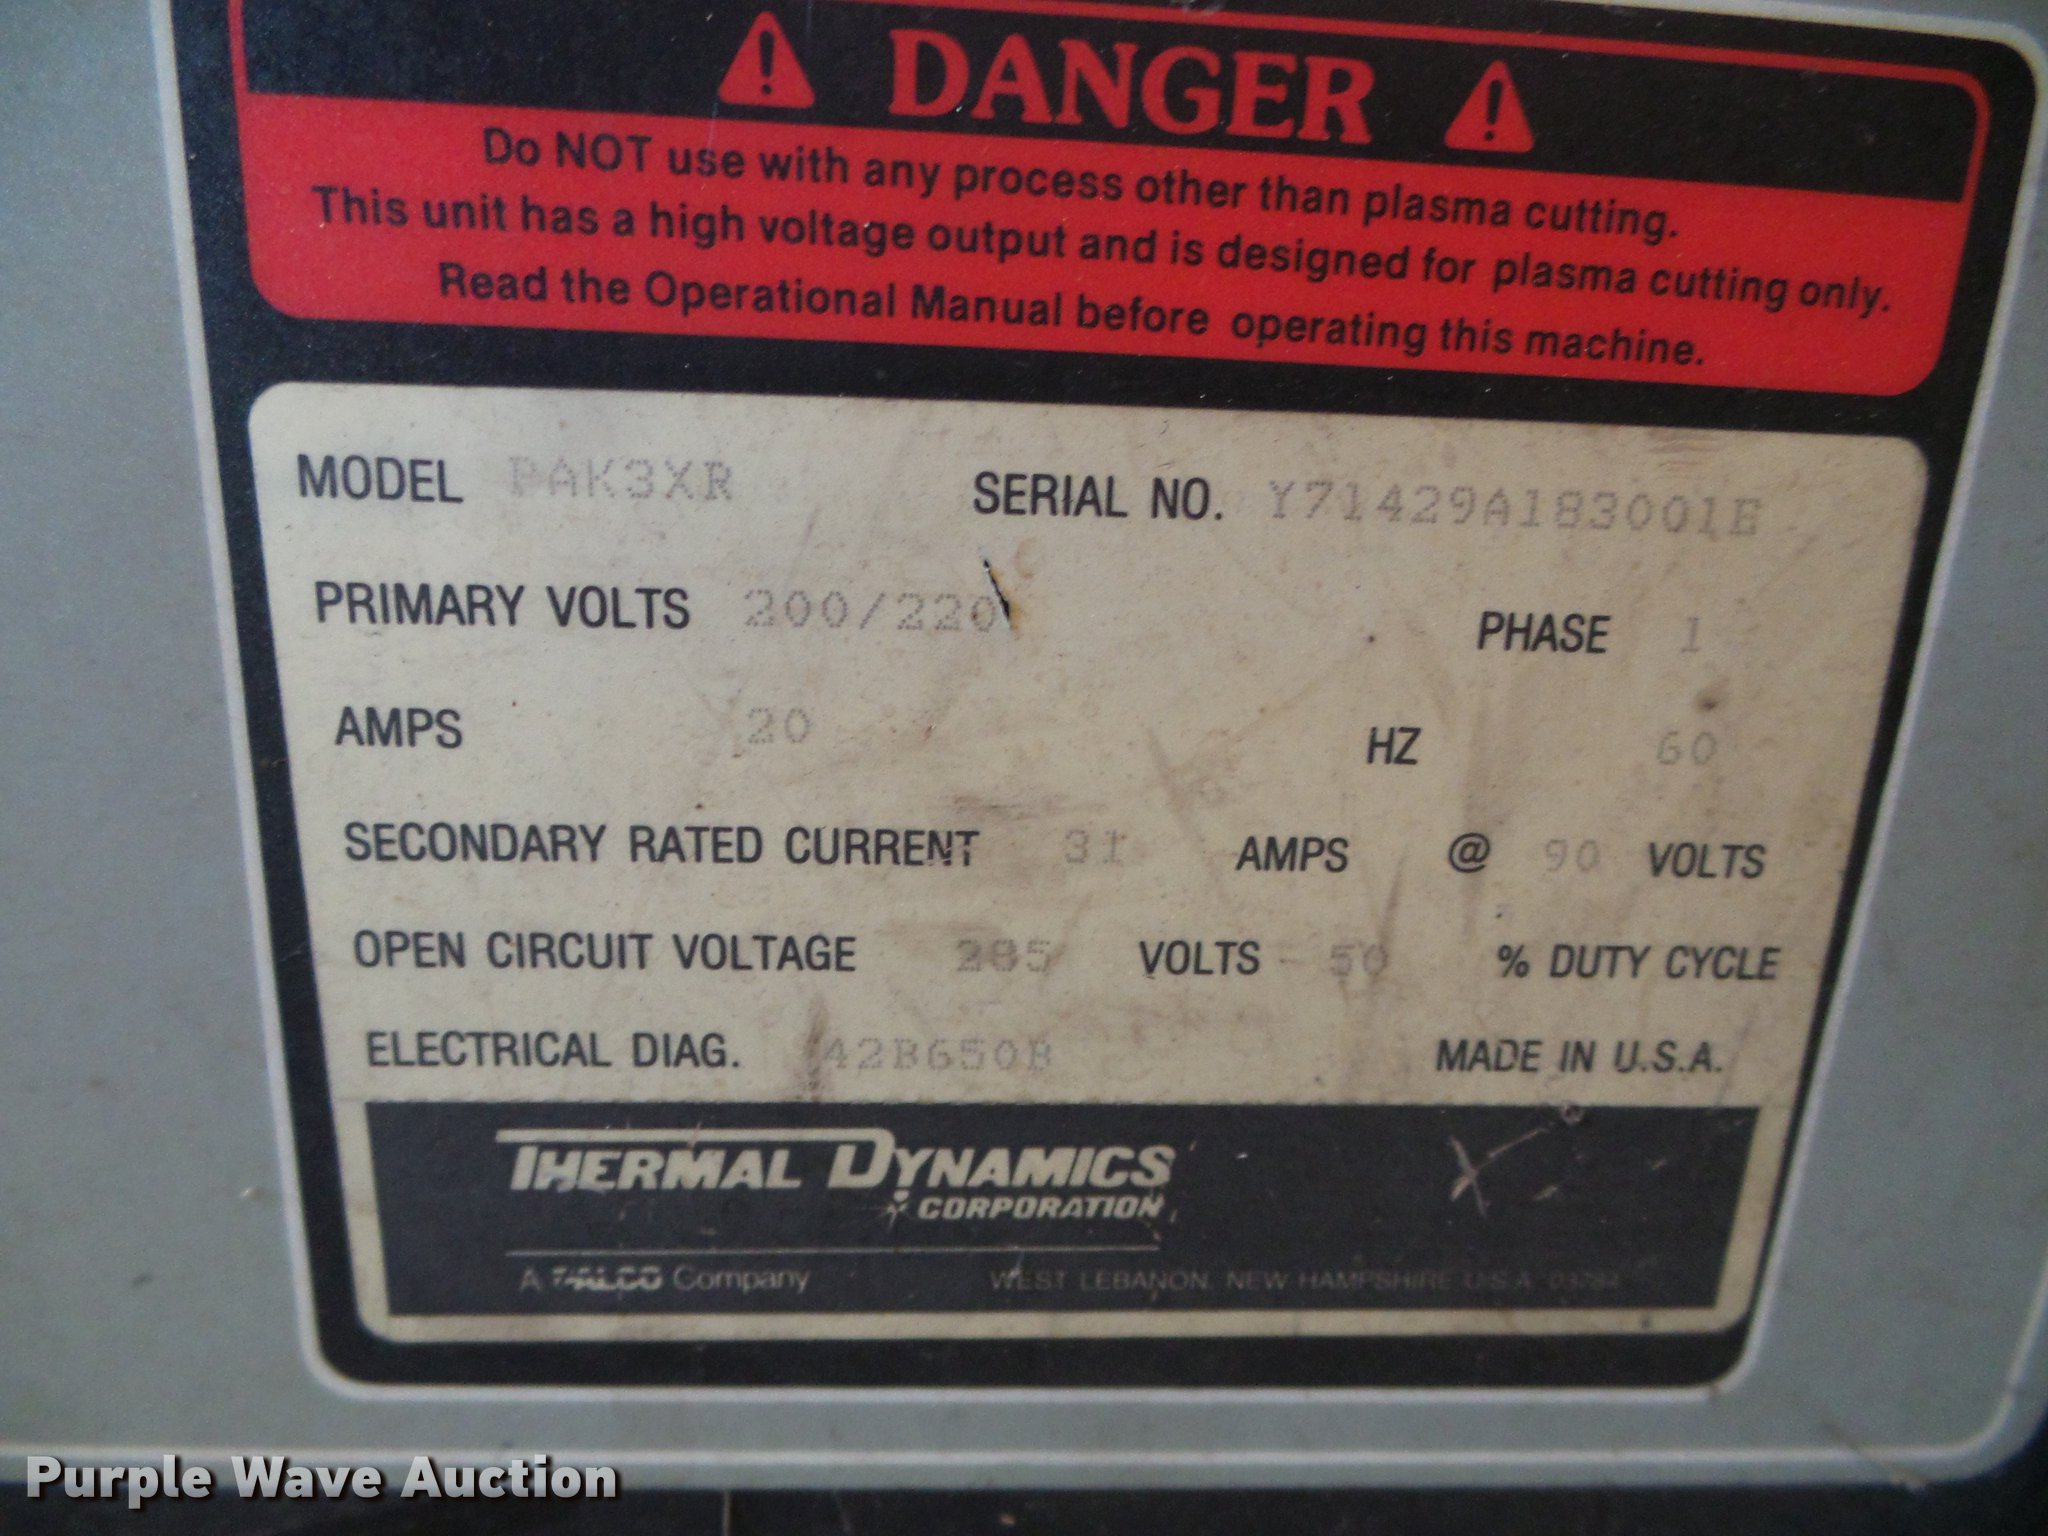 DANGER
Do NOT use with any process other than plasma cutting.
This unit has a high voltage output and is designed for plasma cutting only.
Read the Operational Manual before operating this machine.
MODEL PAK3XR SERIAL NO. Y71429A183001E
PRIMARY VOLTS 200/220 PHASE 1
AMPS 20 HZ 60
SECONDARY RATED CURRENT 31 AMPS @ 90 VOLTS
OPEN CIRCUIT VOLTAGE 285 VOLTS - 50 % DUTY CYCLE
ELECTRICAL DIAG. 42B650B MADE IN U.S.A.
THERMAL DYNAMICS
CORPORATION
A Company WEST LEBANON, NEW HAMPSHIRE U.S.A.
Purple Wave Auction